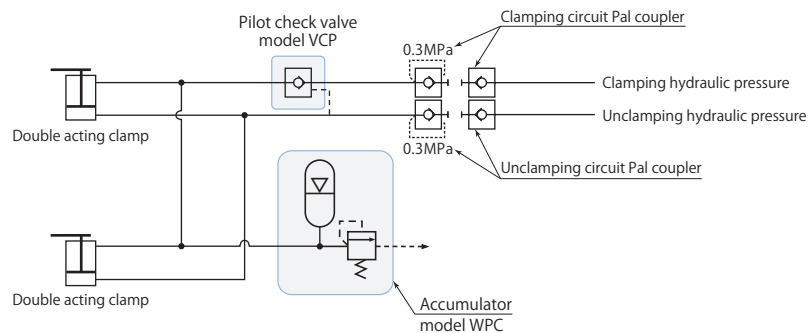 Clamping circuit Pal coupler
Pilot check valve
model VCP
0.3MPa
Clamping hydraulic pressure
Unclamping hydraulic pressure
Double acting clamp
0.3MPa
Unclamping circuit Pal coupler
Double acting clamp
Accumulator
model WPC